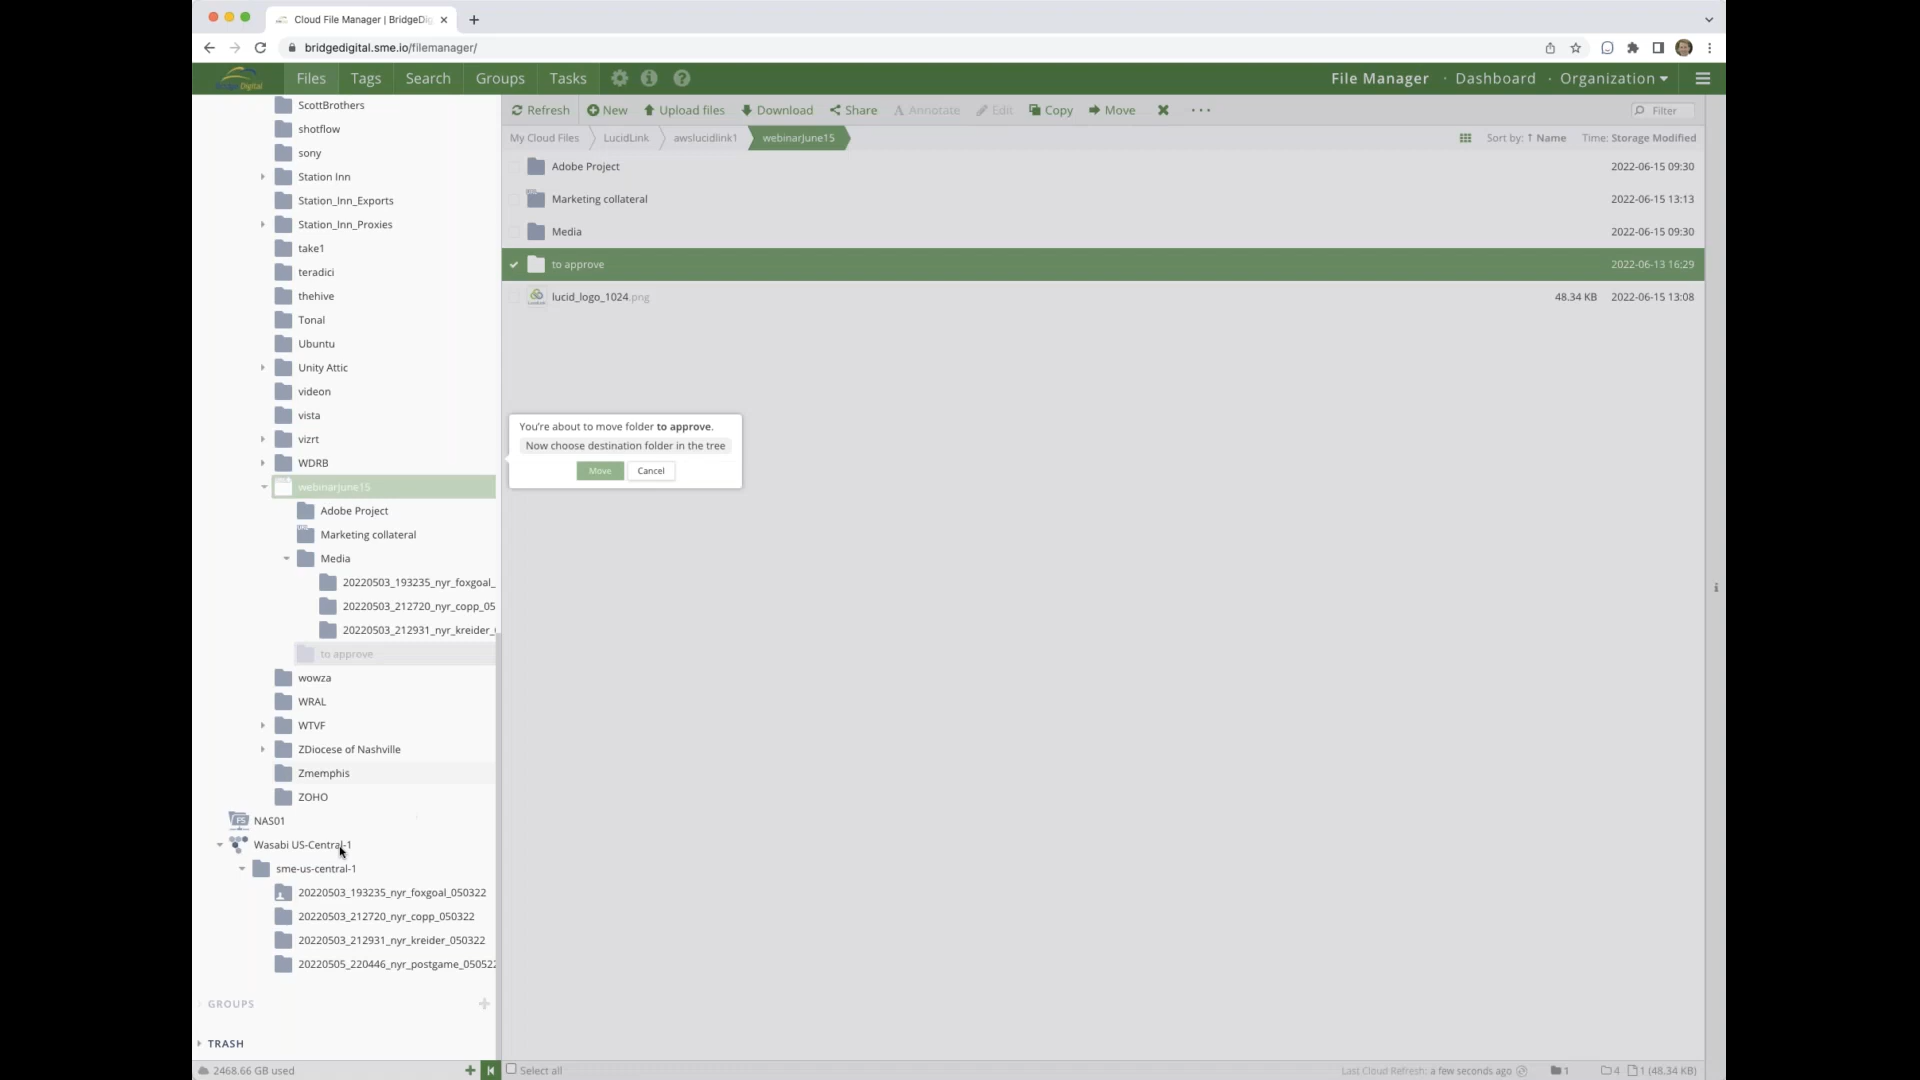 Cloud File Manager | BridgeDig
bridgedigital.sme.io/filemanager/
Digital
Files Tags Search Groups Tasks
File Manager · Dashboard · Organization
Refresh New Upload files Download Share Annotate Edit Copy Move
Filter
My Cloud Files LucidLink awslucidlink1 webinarJune15
Sort by: ↑ Name Time: Storage Modified
ScottBrothers
shotflow
sony
Station Inn
Station_Inn_Exports
Station_Inn_Proxies
take1
teradici
thehive
Tonal
Ubuntu
Unity Attic
videon
vista
vizrt
WDRB
webinarJune15
Adobe Project
Marketing collateral
Media
20220503_193235_nyr_foxgoal_
20220503_212720_nyr_copp_05
20220503_212931_nyr_kreider_
to approve
wowza
WRAL
WTVF
ZDiocese of Nashville
Zmemphis
ZOHO
NAS01
Wasabi US-Central-1
sme-us-central-1
20220503_193235_nyr_foxgoal_050322
20220503_212720_nyr_copp_050322
20220503_212931_nyr_kreider_050322
20220505_220446_nyr_postgame_050522
GROUPS
TRASH
2468.66 GB used
Adobe Project 2022-06-15 09:30
Marketing collateral 2022-06-15 13:13
Media 2022-06-15 09:30
to approve 2022-06-13 16:29
lucid_logo_1024.png 48.34 KB 2022-06-15 13:08
You're about to move folder to approve.
Now choose destination folder in the tree
Move Cancel
Select all
Last Cloud Refresh: a few seconds ago
1 4 1 (48.34 KB)